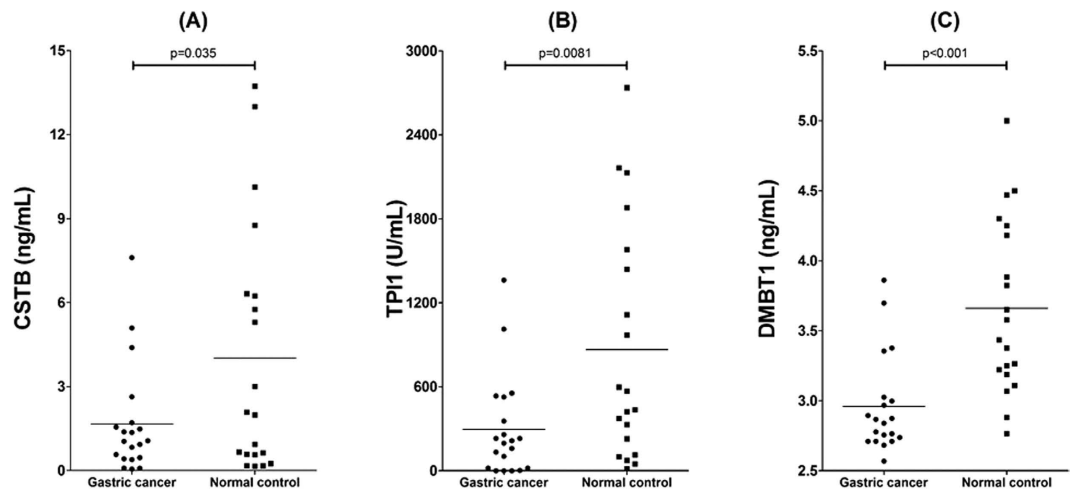 (A)
p=0.035
15
12
9
6
3
0
CSTB (ng/mL)
Gastric cancer
Normal control
(B)
p=0.0081
3000
2400
1800
1200
600
0
TPI1 (U/mL)
Gastric cancer
Normal control
(C)
p<0.001
5.5
5.0
4.5
4.0
3.5
3.0
2.5
DMBT1 (ng/mL)
Gastric cancer
Normal control